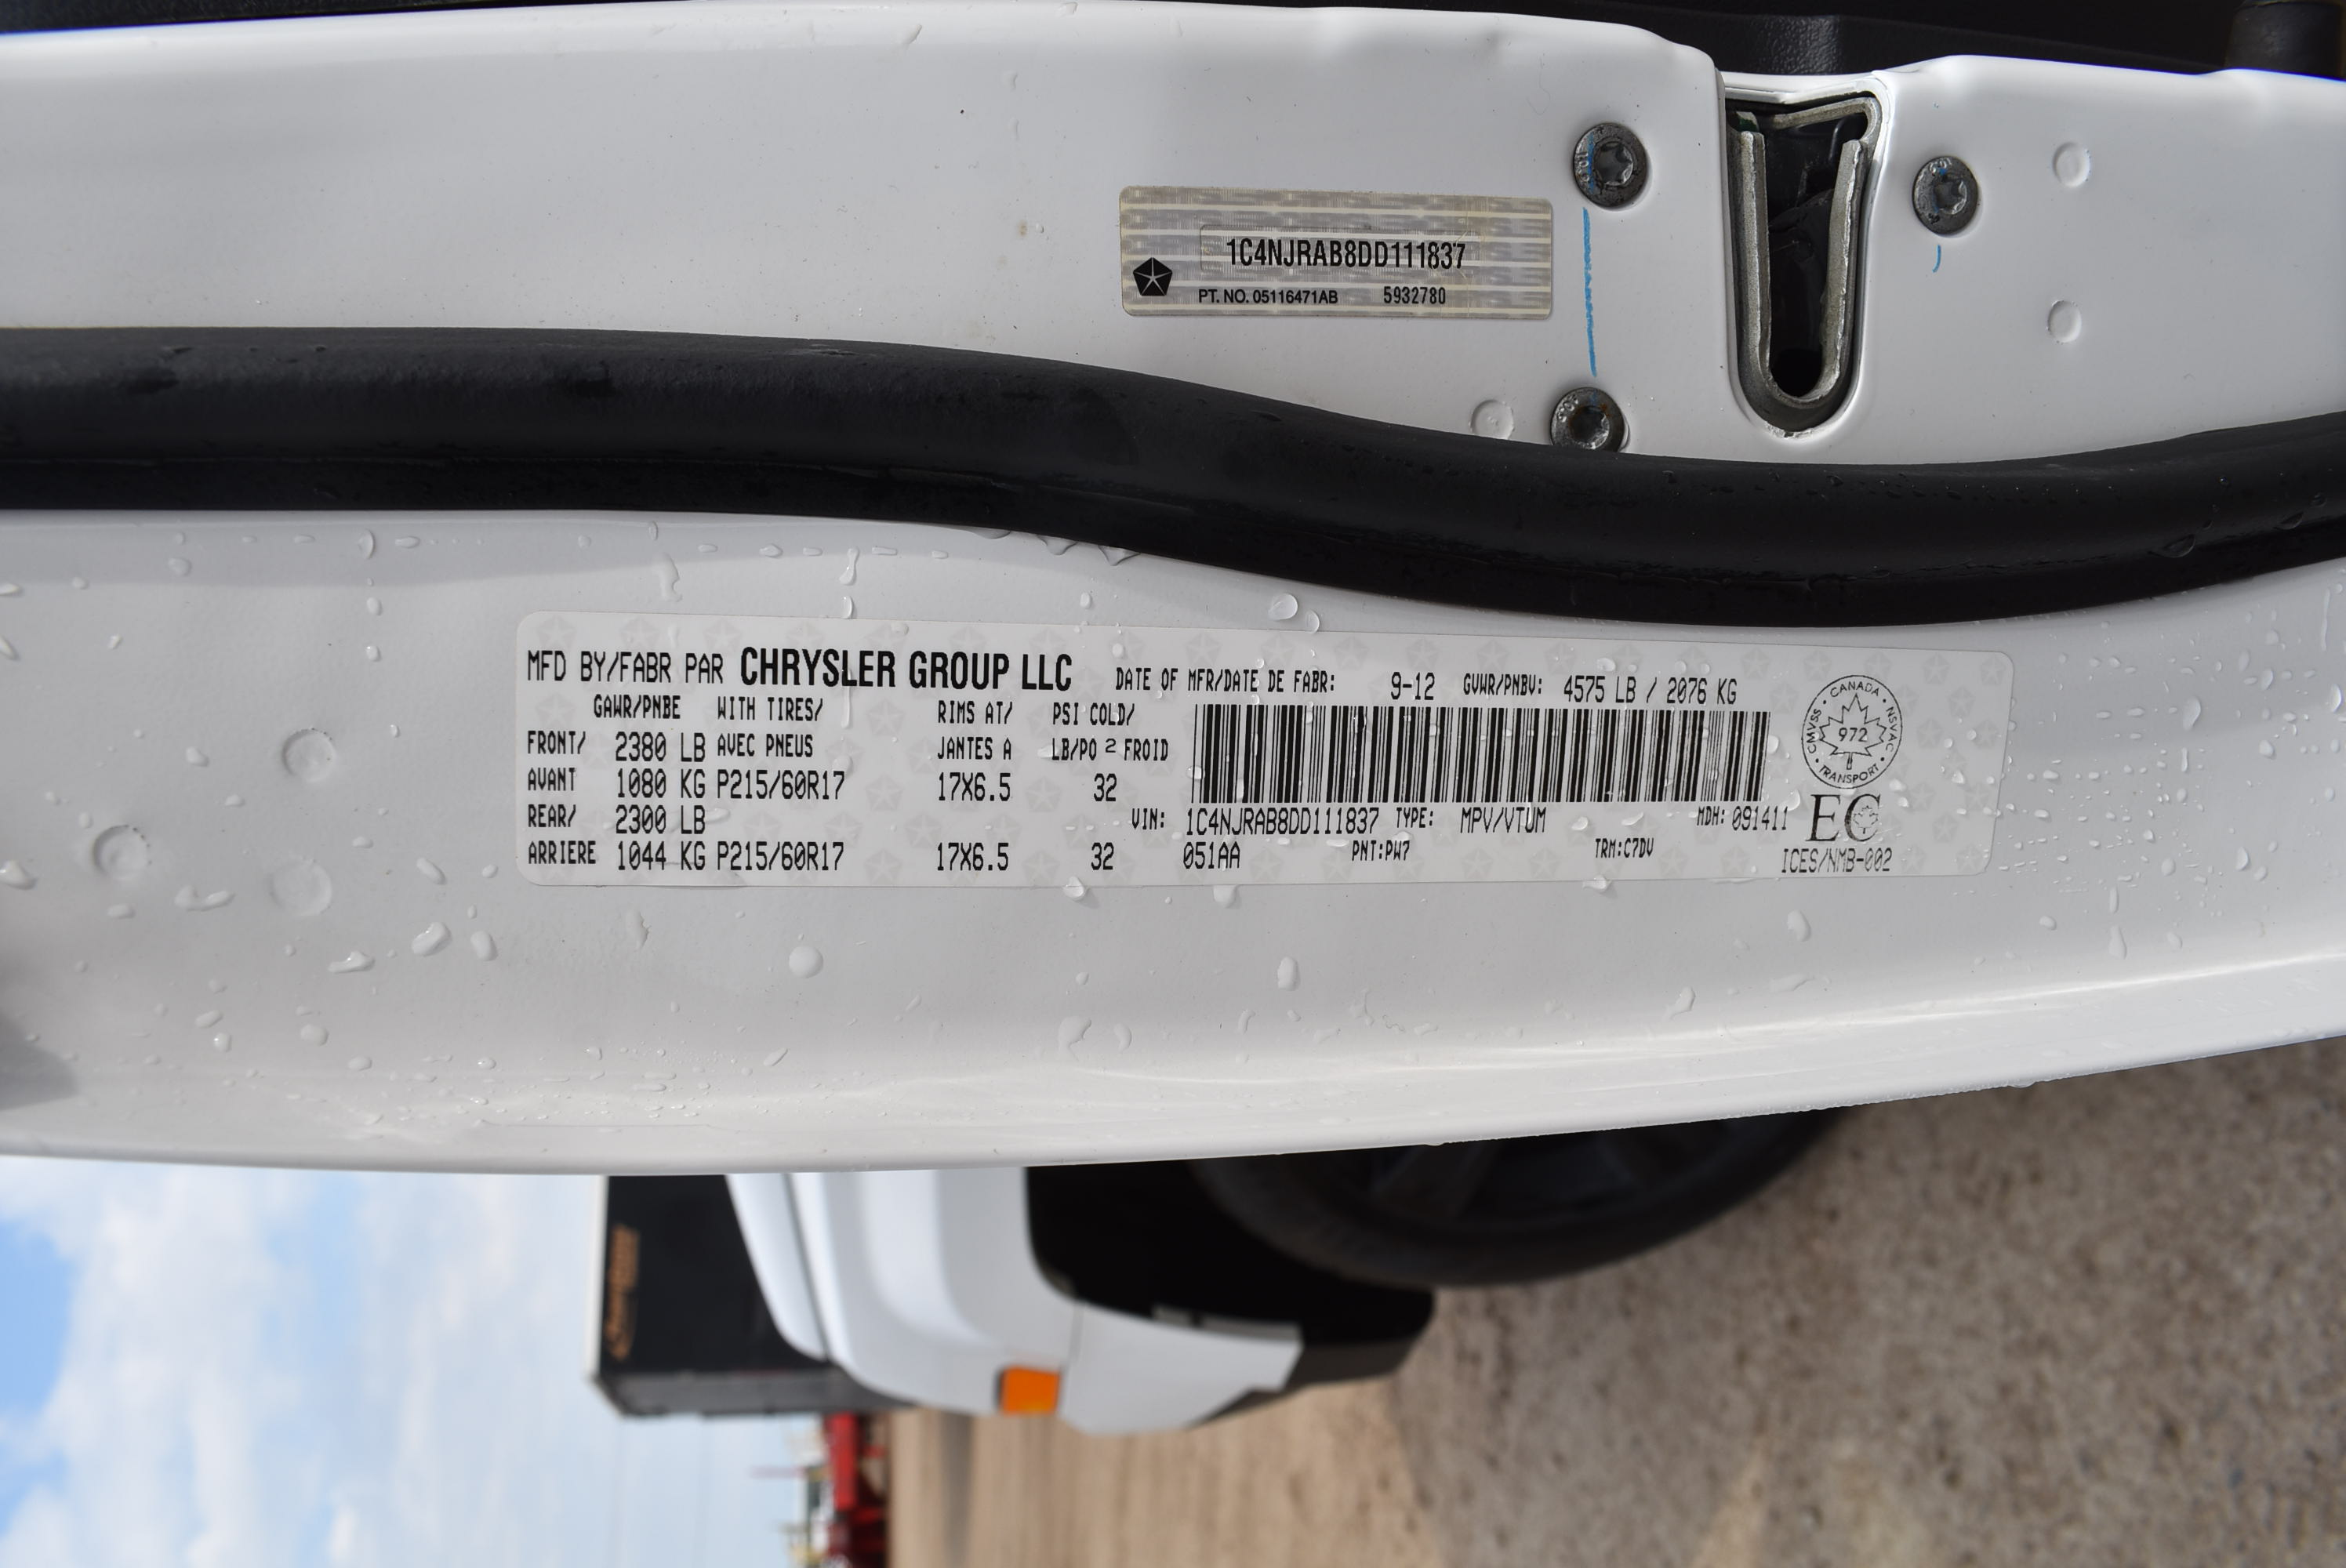 1C4NJRAB8DD111837
PT. NO. 05116471AB 5932780
MFD BY/FABR PAR CHRYSLER GROUP LLC DATE OF MFR/DATE DE FABR: 9-12 GVWR/PNBV: 4575 LB / 2076 KG
GAWR/PNBE WITH TIRES/ RIMS AT/ PSI COLD/
FRONT/ 2380 LB AVEC PNEUS JANTES A LB/PO 2 FROID
AVANT 1080 KG P215/60R17 17X6.5 32
REAR/ 2300 LB VIN: 1C4NJRAB8DD111837 TYPE: MPV/VTUM MDH: 091411
ARRIERE 1044 KG P215/60R17 17X6.5 32 051AA PNT:PW7 TRM:C7DV
CANADA
CMVSS NSVAC
972
TRANSPORT
EC
ICES/NMB-002